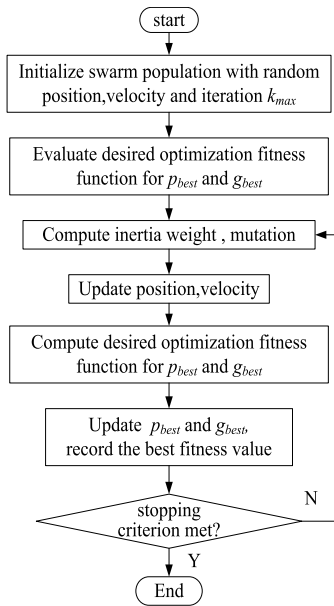 start
Initialize swarm population with random
position,velocity and iteration kmax
Evaluate desired optimization fitness
function for pbest and gbest
Compute inertia weight , mutation
Update position,velocity
Compute desired optimization fitness
function for pbest and gbest
Update pbest and gbest,
record the best fitness value
stopping
criterion met?
N
Y
End